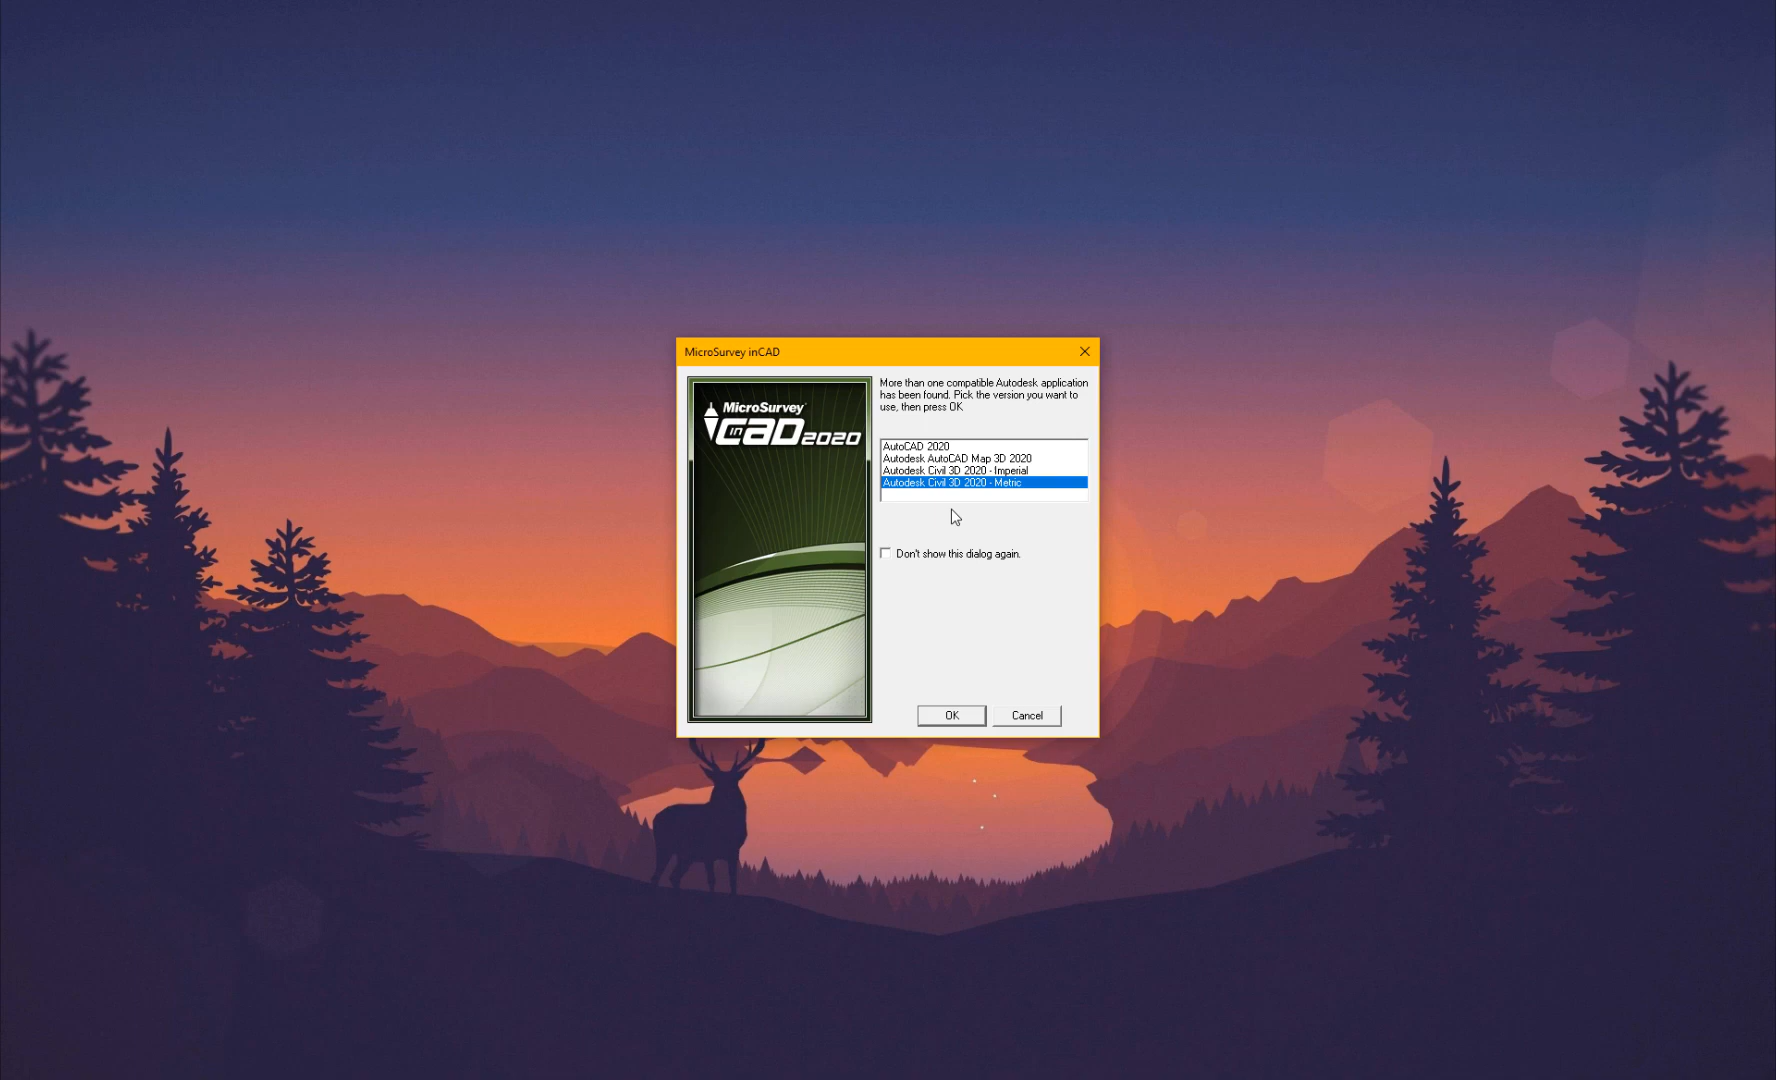 MicroSurvey inCAD
More than one compatible Autodesk application
has been found. Pick the version you want to
use, then press OK
MicroSurvey
inCAD 2020
AutoCAD 2020
Autodesk AutoCAD Map 3D 2020
Autodesk Civil 3D 2020 - Imperial
Autodesk Civil 3D 2020 - Metric
Don't show this dialog again.
OK
Cancel